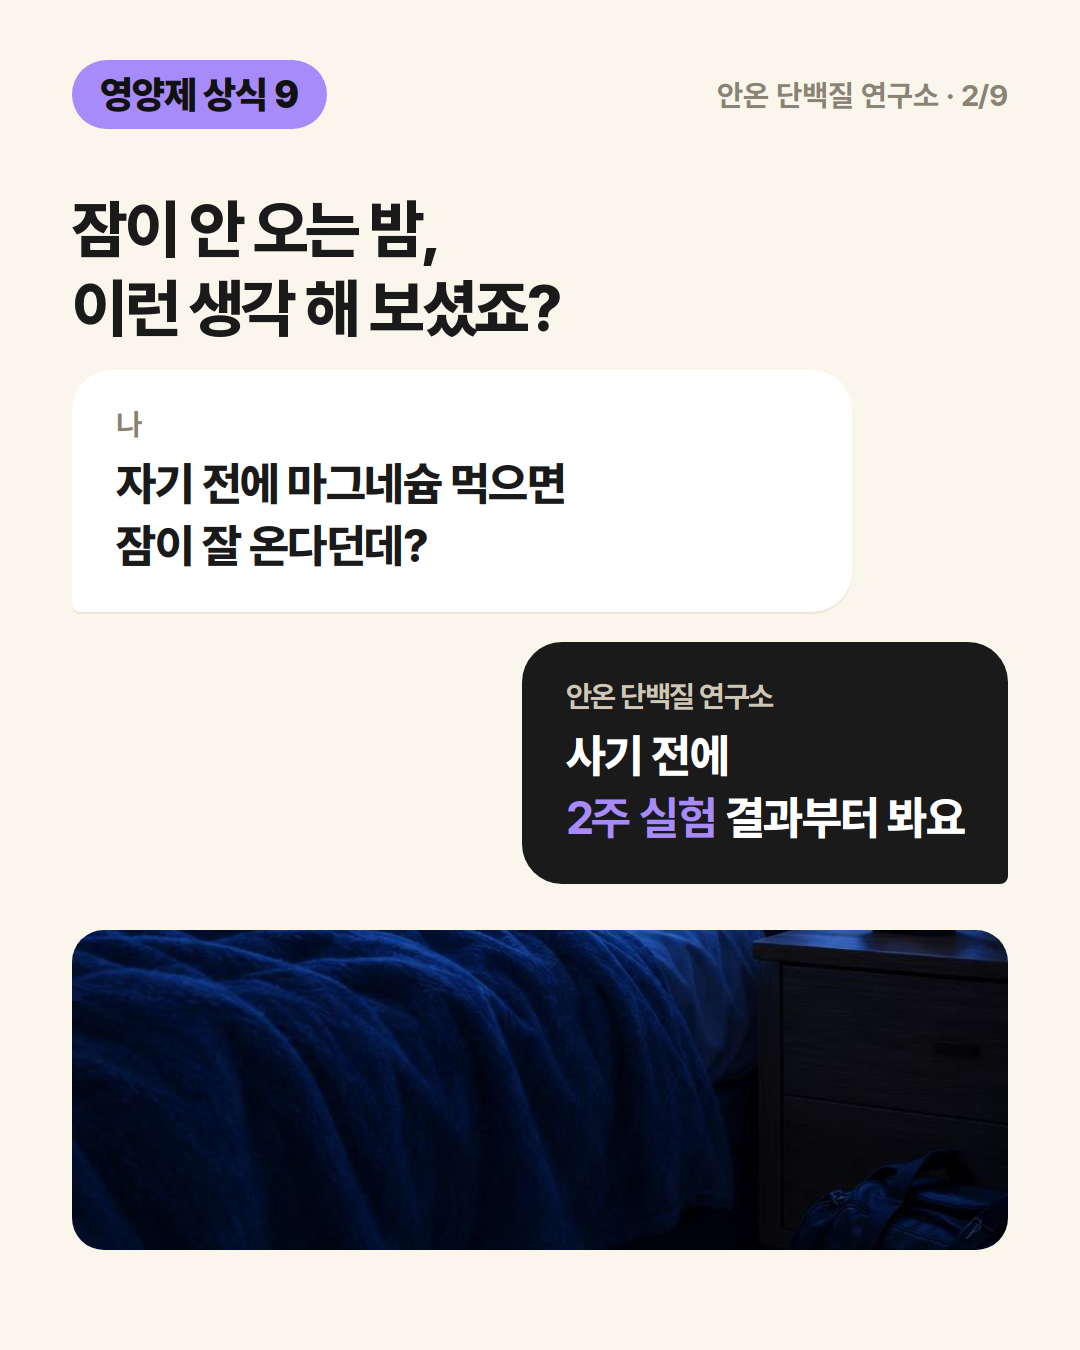 영양제 상식 9
안온 단백질 연구소 · 2/9
잠이 안 오는 밤,
이런 생각 해 보셨죠?
나
자기 전에 마그네슘 먹으면
잠이 잘 온다던데?
안온 단백질 연구소
사기 전에
2주 실험 결과부터 봐요